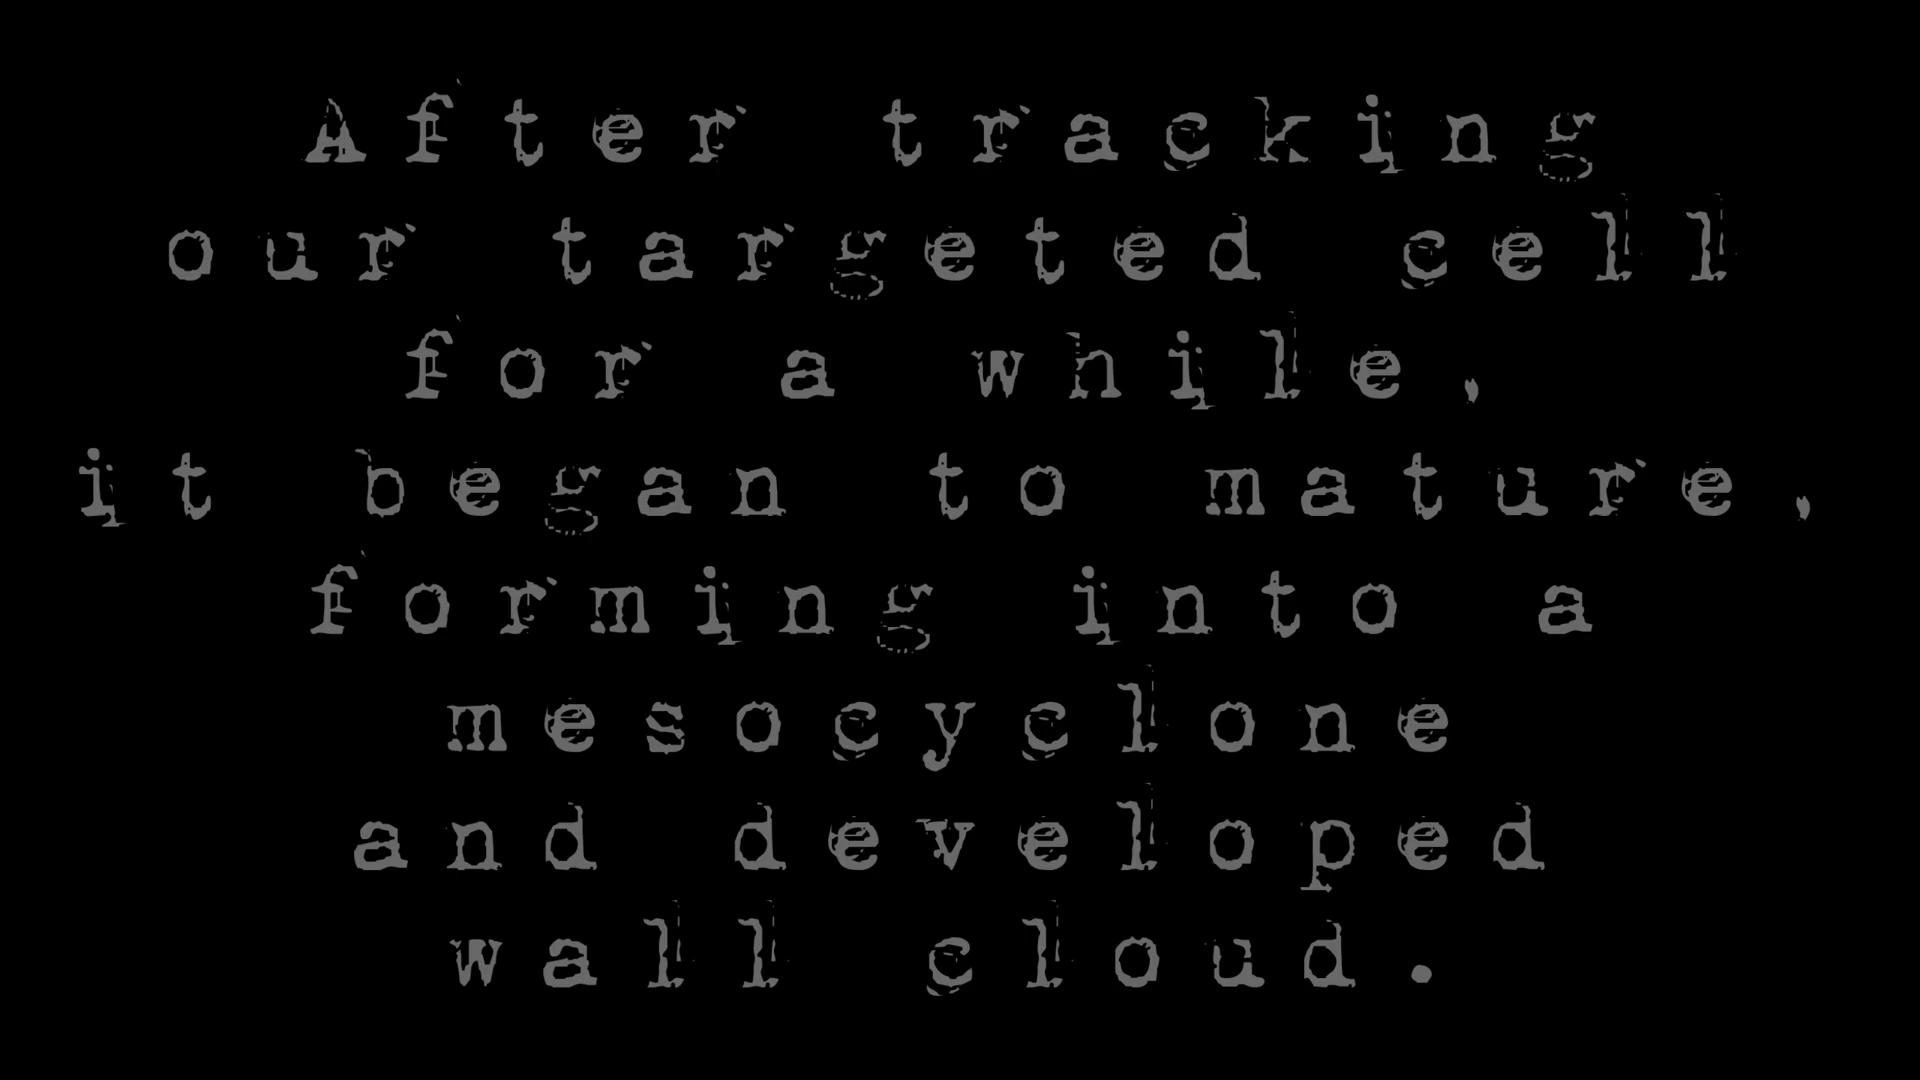 After tracking
our targeted cell
for a while,
it began to mature,
forming into a
mesocyclone
and developed
wall cloud.